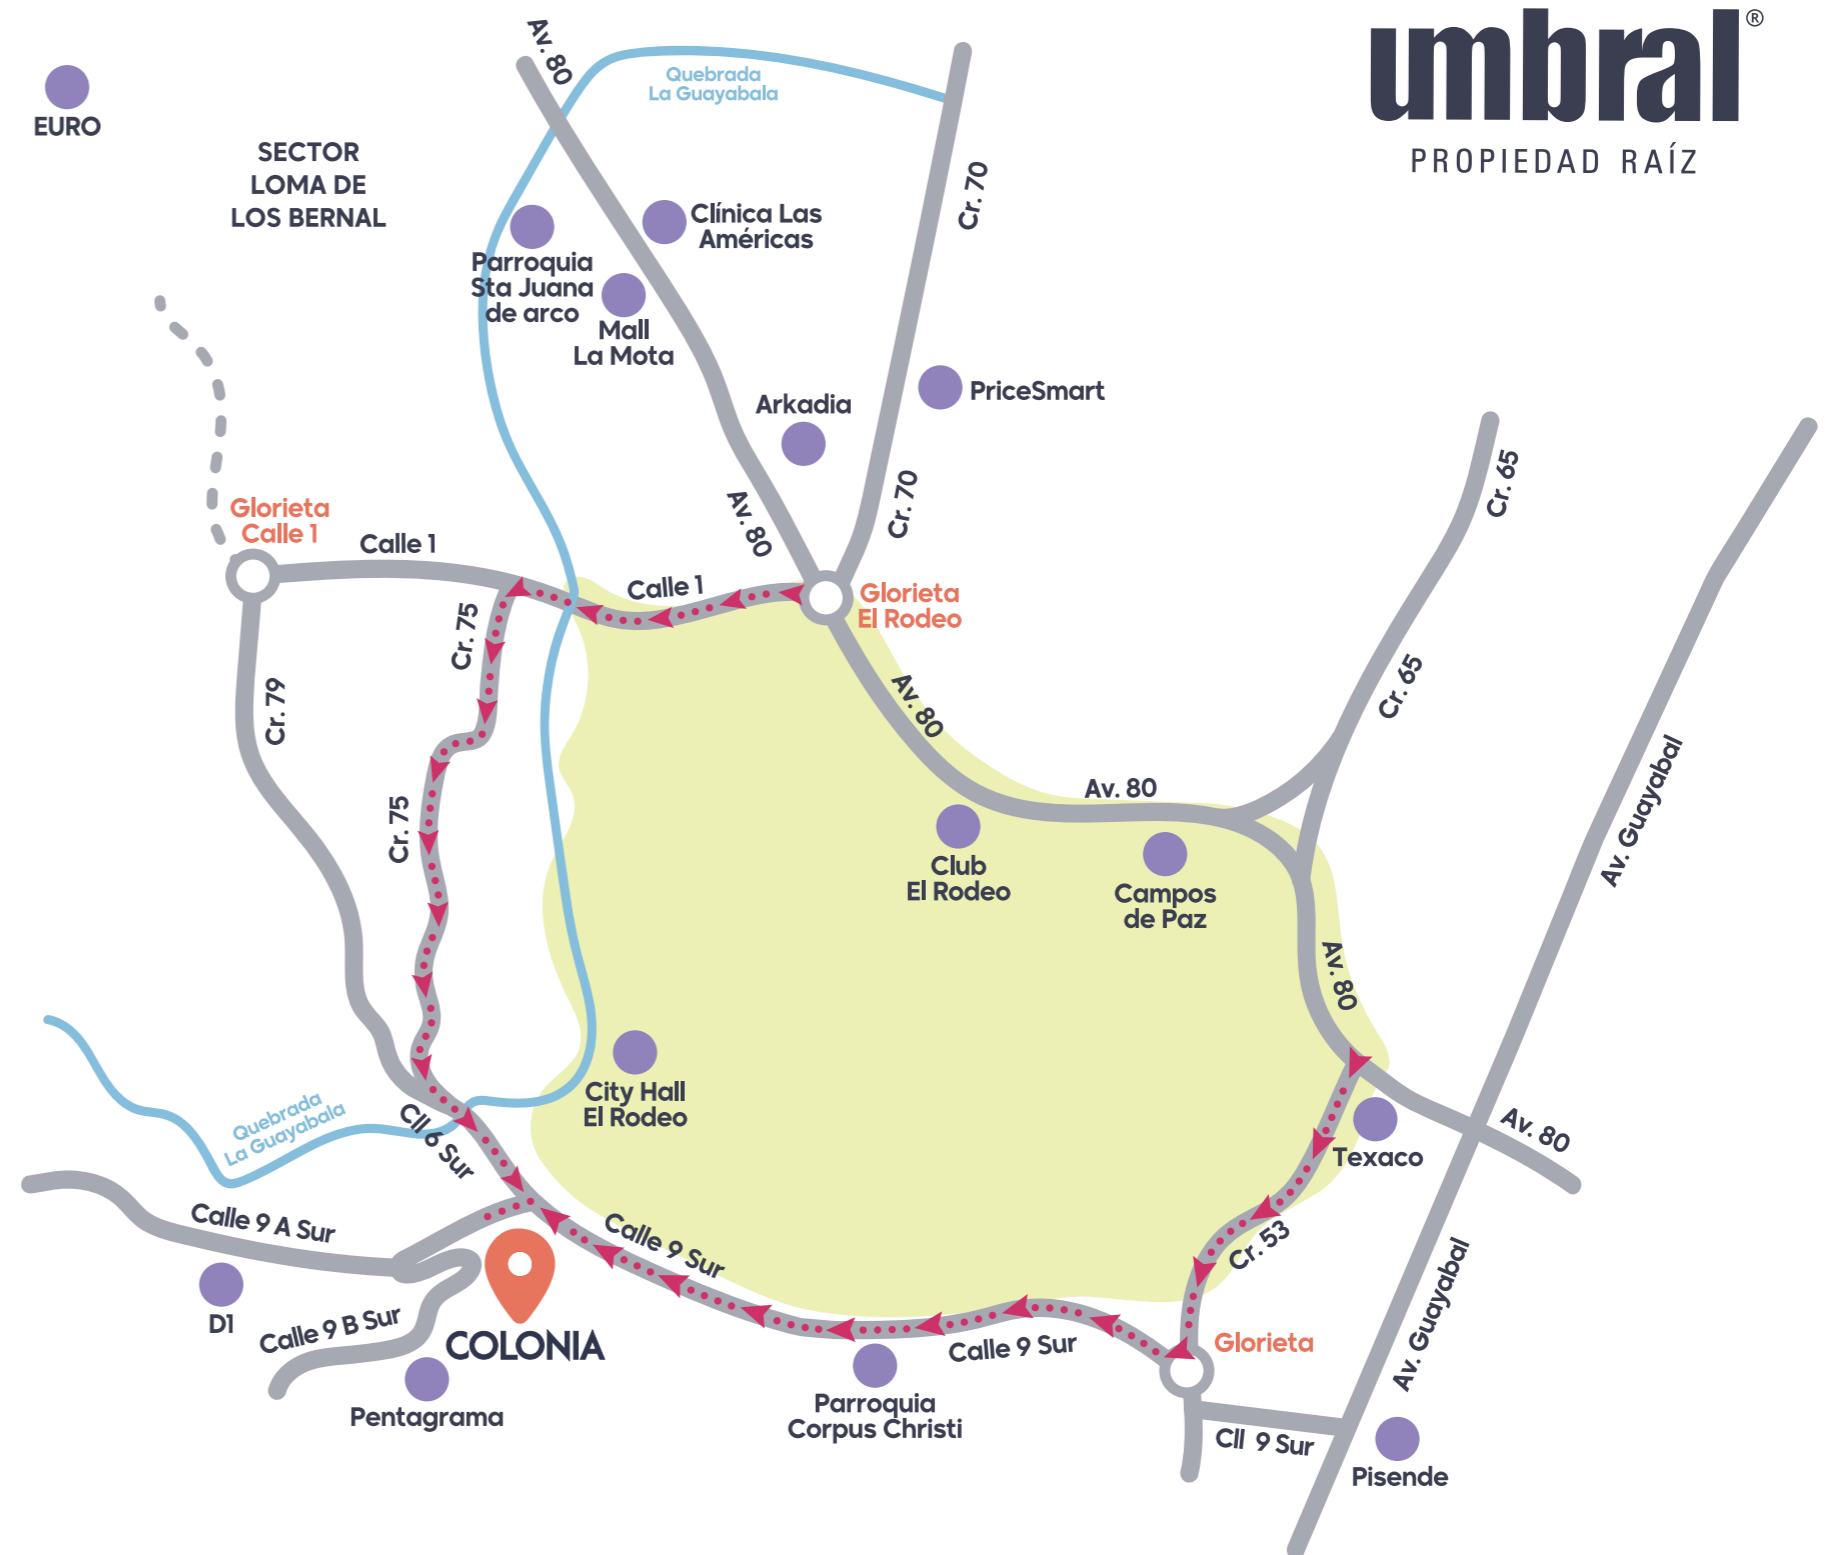 umbral®
PROPIEDAD RAÍZ
Av. 80
Quebrada
La Guayabala
EURO
SECTOR
LOMA DE
LOS BERNAL
Cr. 70
Clínica Las
Américas
Parroquia
Sta Juana
de arco
Mall
La Mota
PriceSmart
Arkadia
Cr. 65
Cr. 70
Av. 80
Glorieta
Calle 1
Calle 1
Calle 1
Glorieta
El Rodeo
Cr. 75
Cr. 79
Cr. 65
Av. 80
Av. 80
Av. Guayabal
Cr. 75
Club
El Rodeo
Campos
de Paz
Av. 80
City Hall
El Rodeo
Quebrada
La Guayabala
Cll 6 Sur
Texaco
Av. 80
Calle 9 A Sur
Calle 9 Sur
Cr. 53
D1
Calle 9 B Sur
COLONIA
Calle 9 Sur
Glorieta
Av. Guayabal
Pentagrama
Parroquia
Corpus Christi
Cll 9 Sur
Pisende